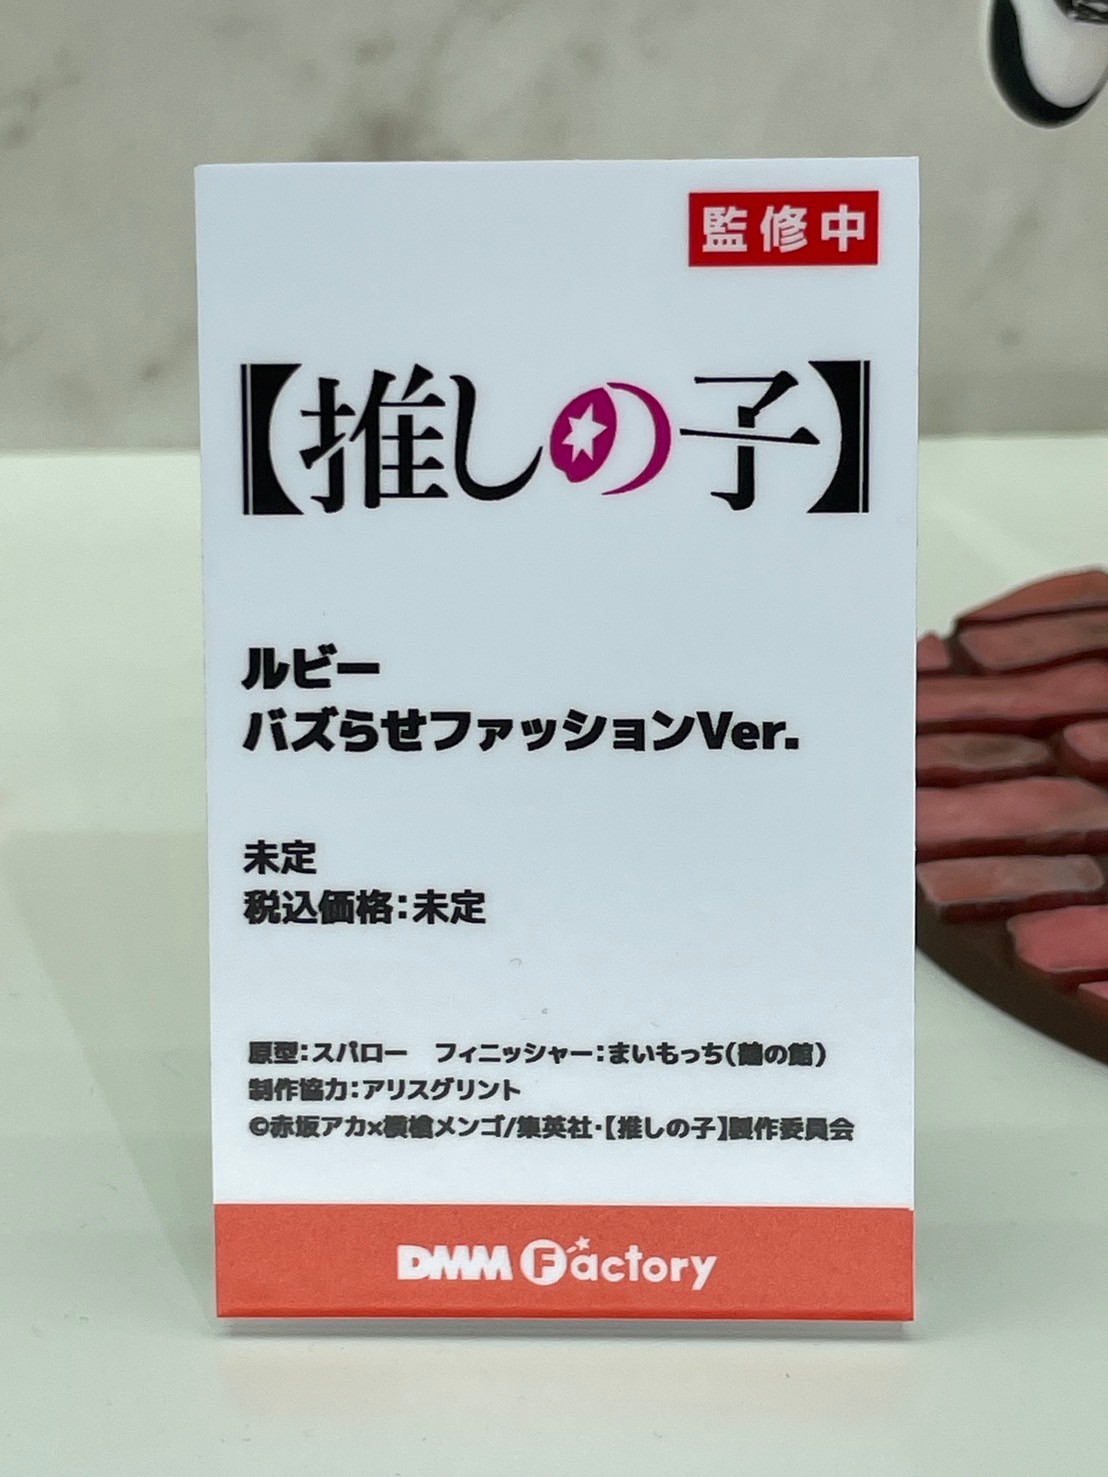 監修中
【推しの子】
ルビー
バズらせファッションVer.
未定
税込価格：未定
原型：スパロー　フィニッシャー：まいもっち（鶴の館）
制作協力：アリスグリント
©赤坂アカ×横槍メンゴ/集英社・【推しの子】製作委員会
DMM Factory